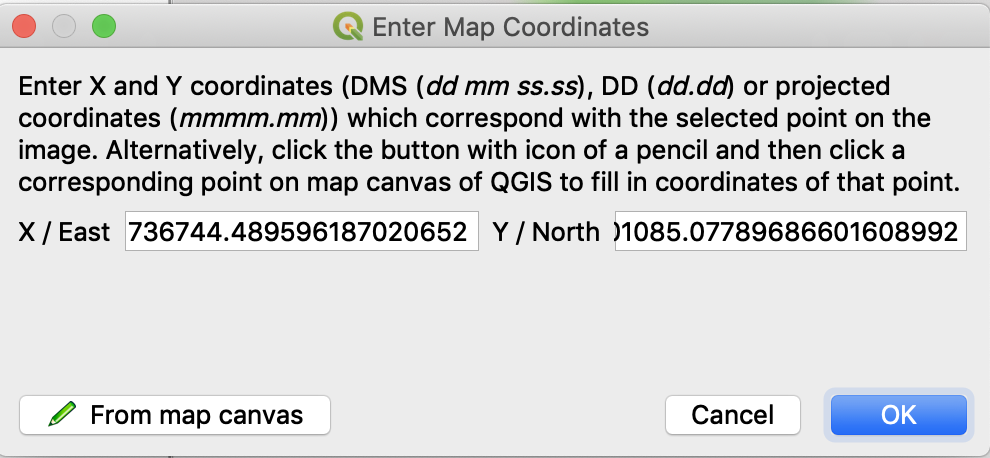 Enter Map Coordinates
Enter X and Y coordinates (DMS (dd mm ss.ss), DD (dd.dd) or projected
coordinates (mmmm.mm)) which correspond with the selected point on the
image. Alternatively, click the button with icon of a pencil and then click a
corresponding point on map canvas of QGIS to fill in coordinates of that point.
X / East 736744.489596187020652 Y / North 01085.07789686601608992
From map canvas Cancel OK